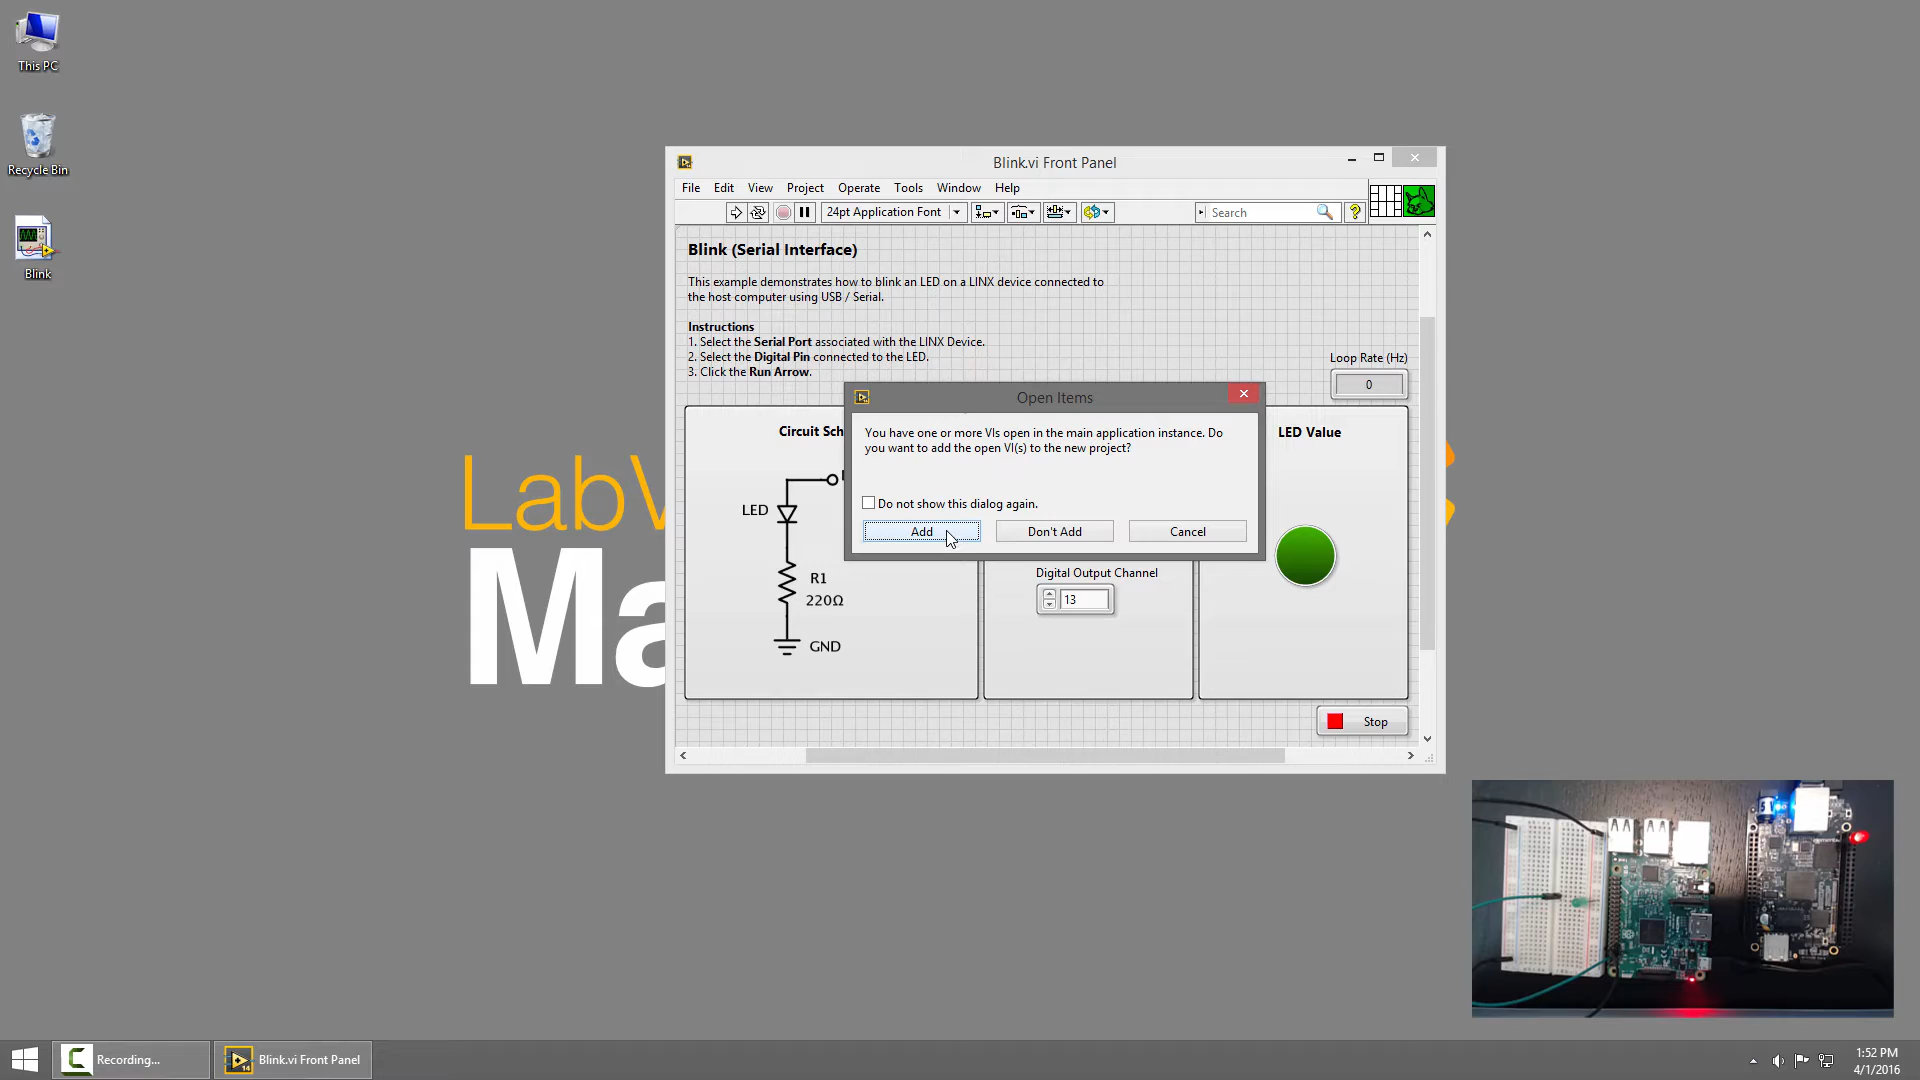 This PC
Recycle Bin
Blink
LabV
Ma
Blink.vi Front Panel
File Edit View Project Operate Tools Window Help
24pt Application Font
Search
?
Blink (Serial Interface)
This example demonstrates how to blink an LED on a LINX device connected to
the host computer using USB / Serial.
Instructions
1. Select the Serial Port associated with the LINX Device.
2. Select the Digital Pin connected to the LED.
3. Click the Run Arrow.
Loop Rate (Hz)
0
Circuit Sch
LED
R1
220Ω
GND
Open Items
You have one or more VIs open in the main application instance. Do
you want to add the open VI(s) to the new project?
Do not show this dialog again.
Add Don't Add Cancel
Digital Output Channel
13
LED Value
Stop
Recording...
Blink.vi Front Panel
1:52 PM
4/1/2016